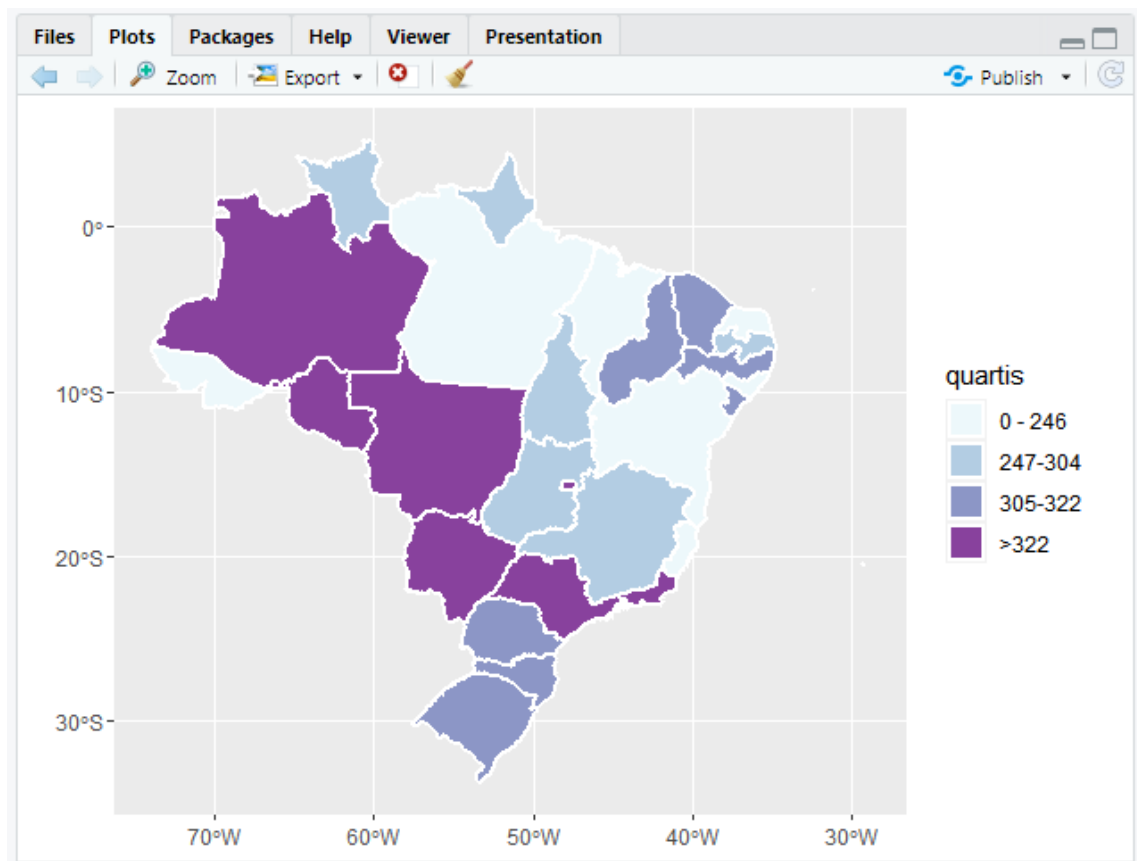 Files Plots Packages Help Viewer Presentation
Zoom Export Publish
0°
10°S
20°S
30°S
70°W 60°W 50°W 40°W 30°W
quartis
0 - 246
247-304
305-322
>322